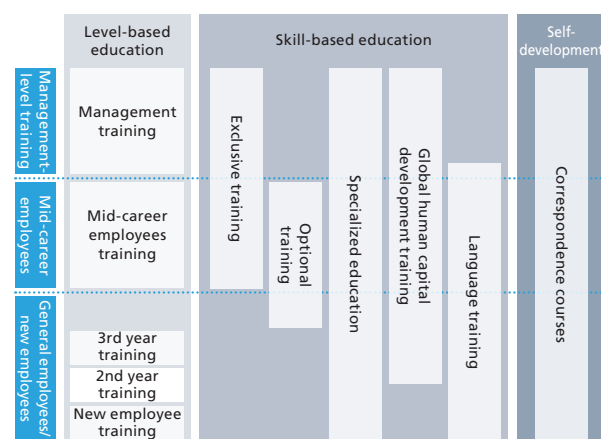 Level-based
education
Skill-based education
Self-
development
Management-
level training
Management
training
Mid-career
employees
Mid-career
employees
training
General employees/
new employees
3rd year
training
2nd year
training
New employee
training
Exclusive training
Optional
training
Specialized education
Global human capital
development training
Language training
Correspondence courses